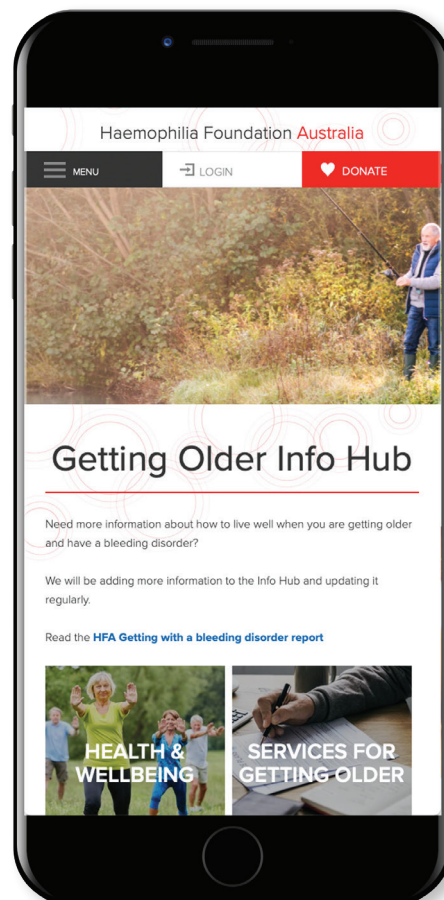 Haemophilia Foundation Australia
MENU
LOGIN
DONATE
Getting Older Info Hub
Need more information about how to live well when you are getting older
and have a bleeding disorder?
We will be adding more information to the Info Hub and updating it
regularly.
Read the HFA Getting with a bleeding disorder report
HEALTH &
WELLBEING
SERVICES FOR
GETTING OLDER